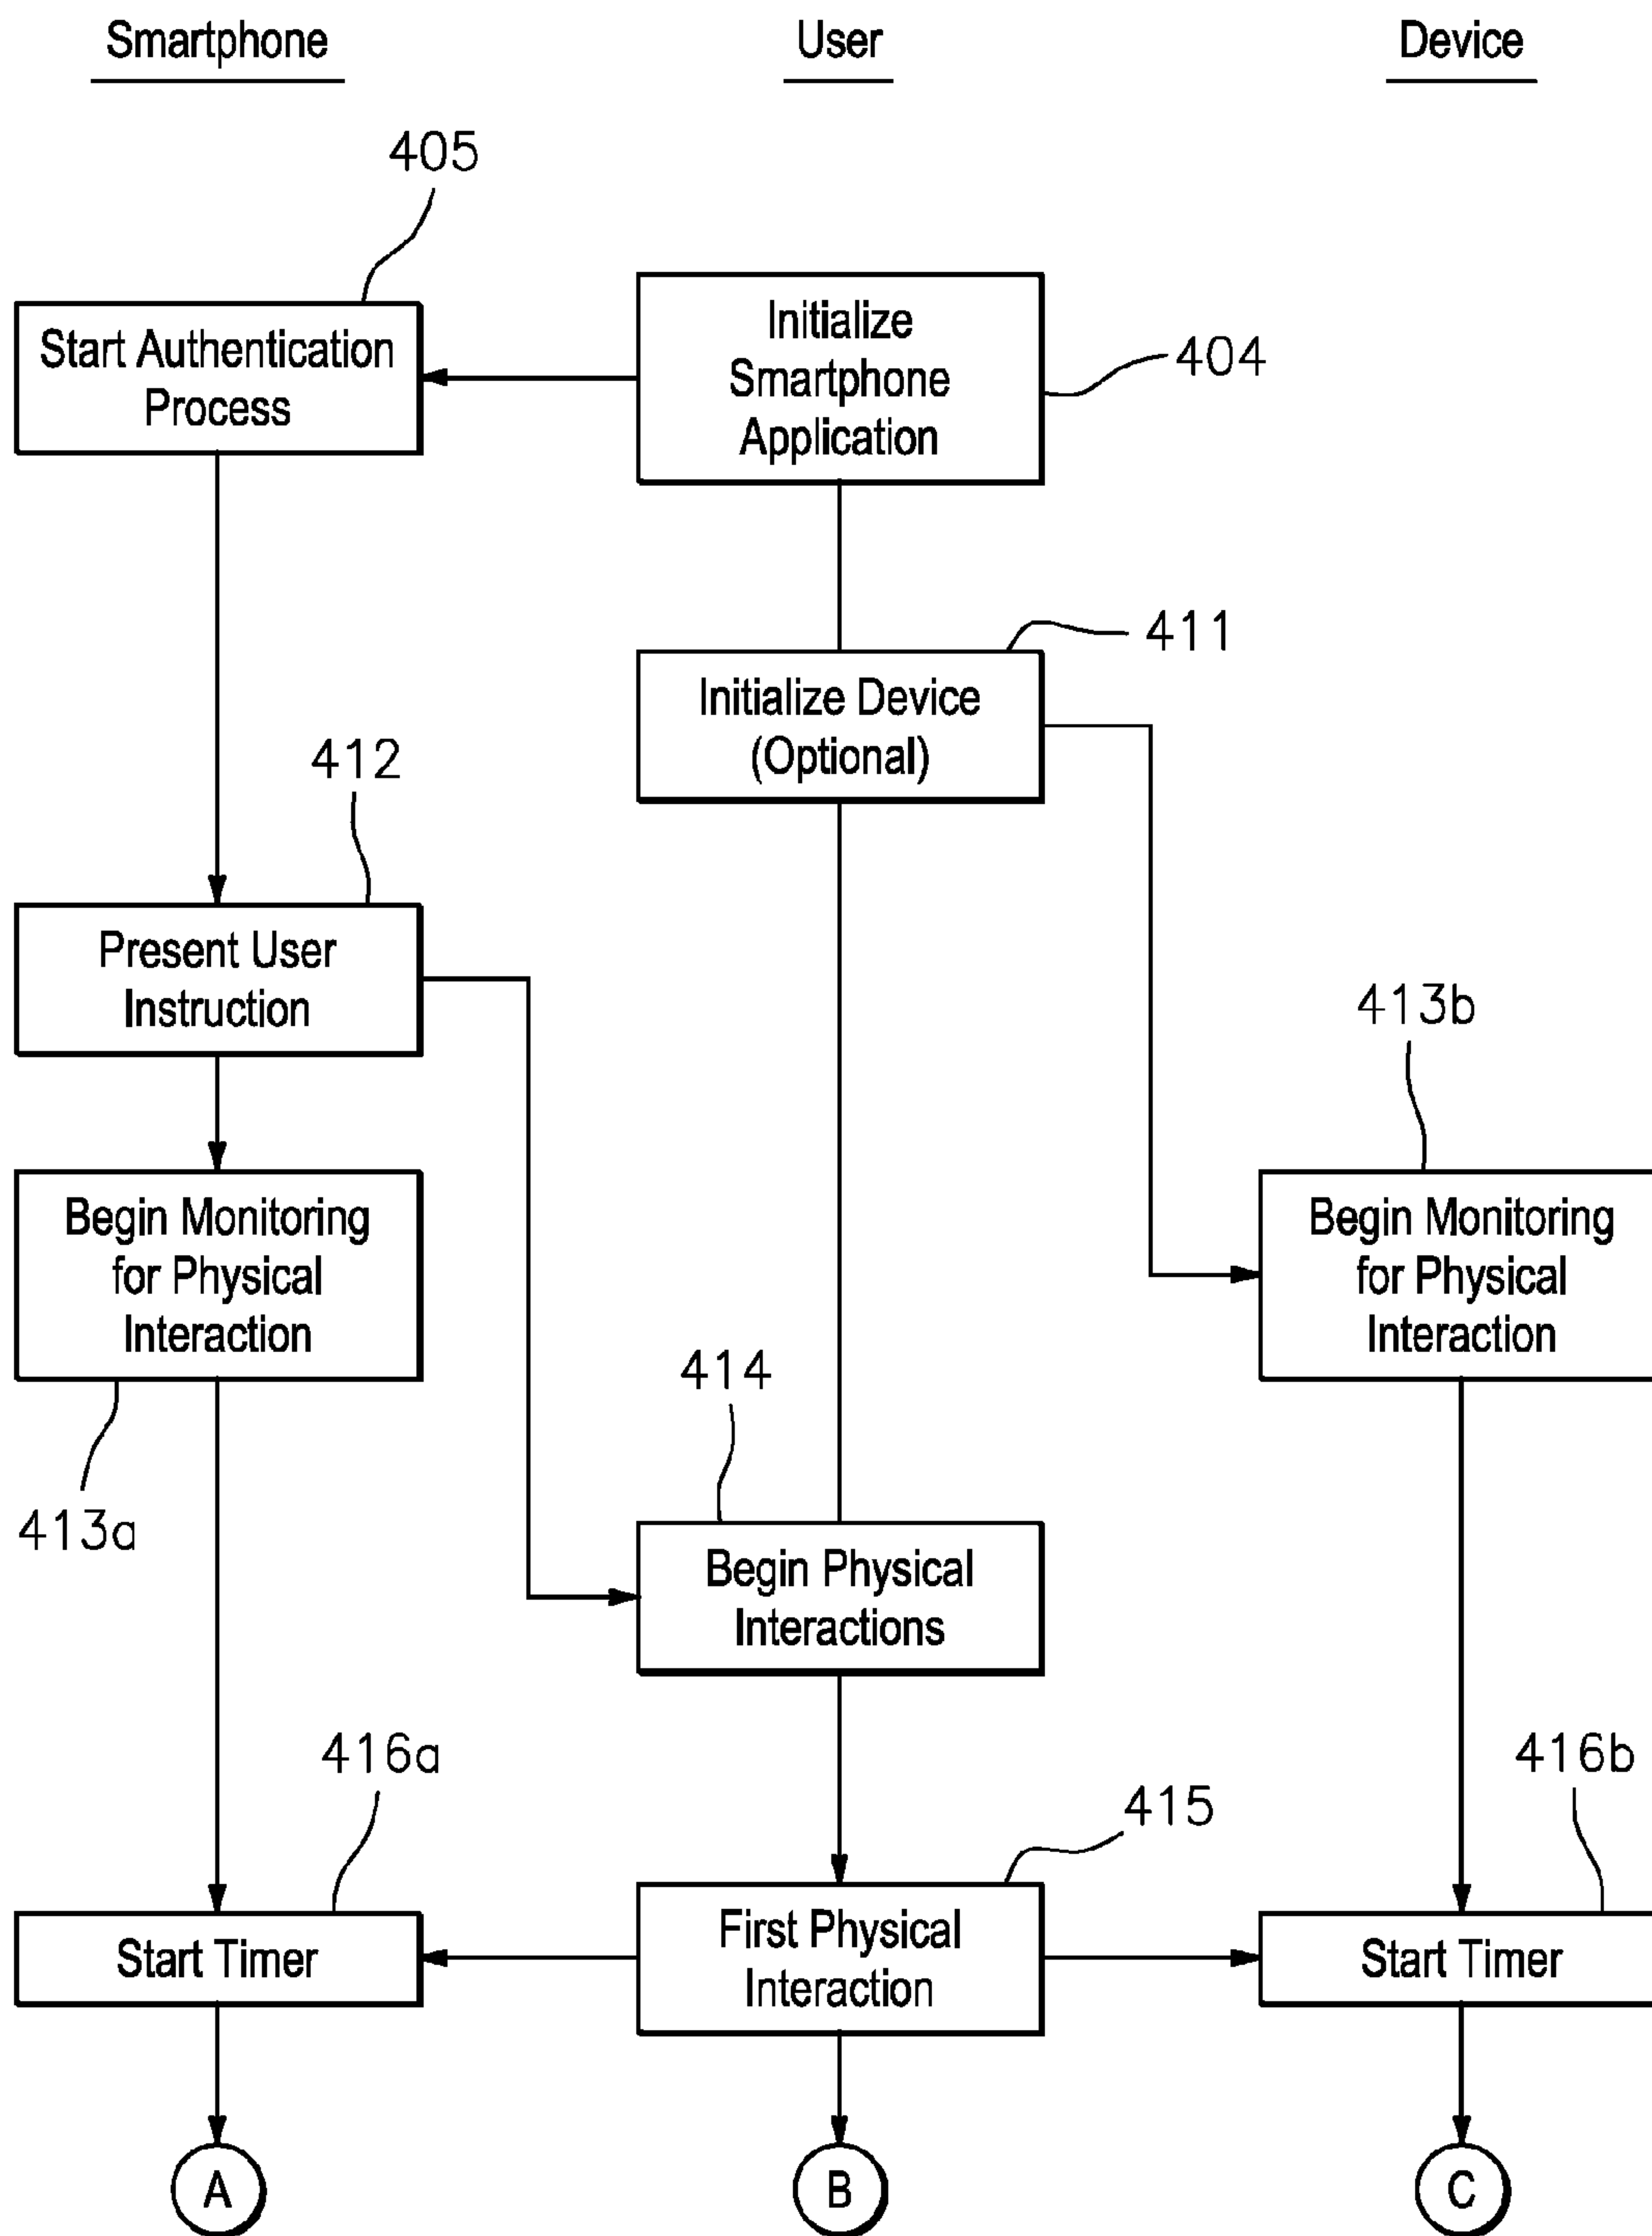 Smartphone
User
Device
405
Start Authentication
Process
Initialize
Smartphone
Application
404
411
Initialize Device
(Optional)
412
Present User
Instruction
413b
Begin Monitoring
for Physical
Interaction
413a
Begin Monitoring
for Physical
Interaction
414
Begin Physical
Interactions
416a
415
416b
Start Timer
First Physical
Interaction
Start Timer
A
B
C